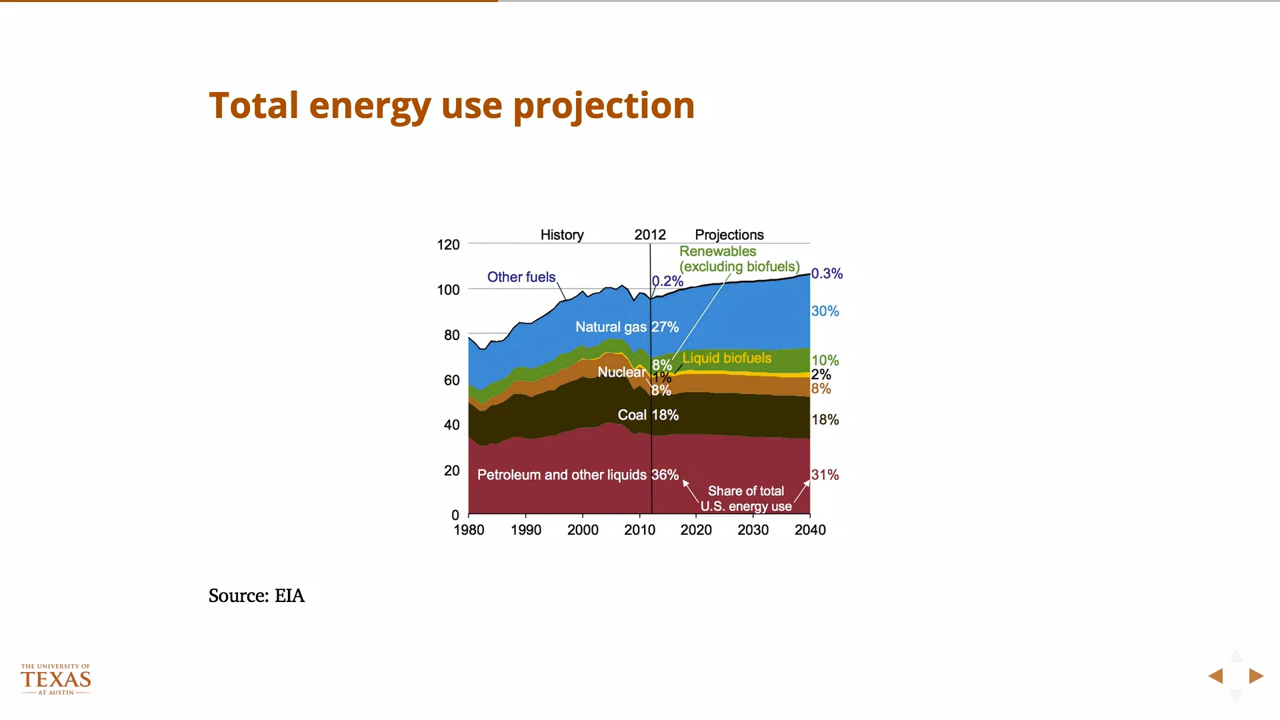 Total energy use projection
History 2012 Projections
120
Renewables
(excluding biofuels)
Other fuels 0.2% 0.3%
100
30%
Natural gas 27%
80
8% Liquid biofuels 10%
Nuclear 1% 2%
60
8% 8%
Coal 18% 18%
40
20 Petroleum and other liquids 36% 31%
Share of total
U.S. energy use
0
1980 1990 2000 2010 2020 2030 2040
Source: EIA
THE UNIVERSITY OF
TEXAS
AT AUSTIN